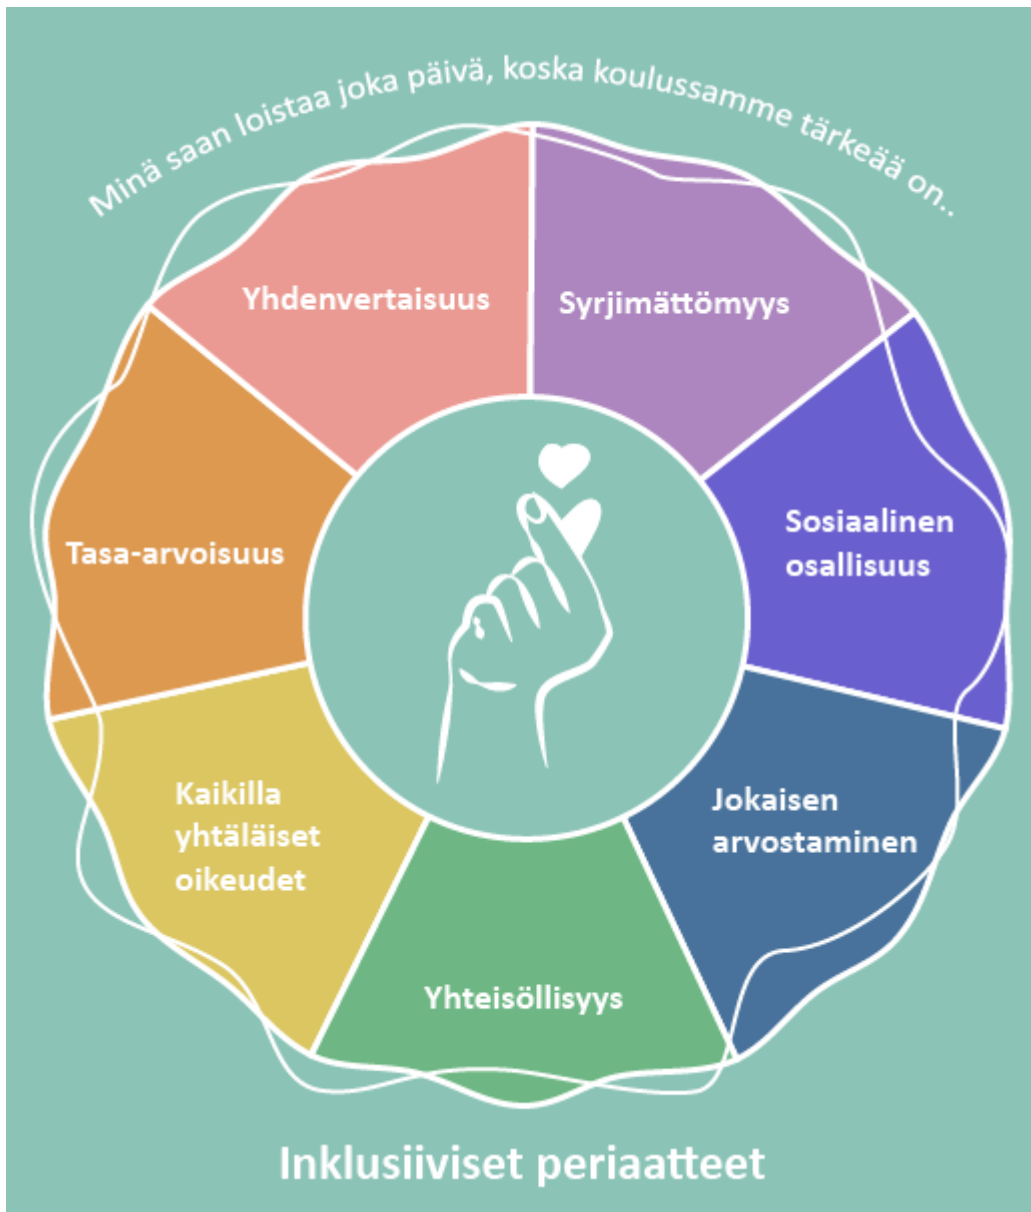 Minä saan loistaa joka päivä, koska koulussamme tärkeää on..
Yhdenvertaisuus
Syrjimättömyys
Sosiaalinen
osallisuus
Jokaisen
arvostaminen
Yhteisöllisyys
Kaikilla
yhtäläiset
oikeudet
Tasa-arvoisuus
Inklusiiviset periaatteet